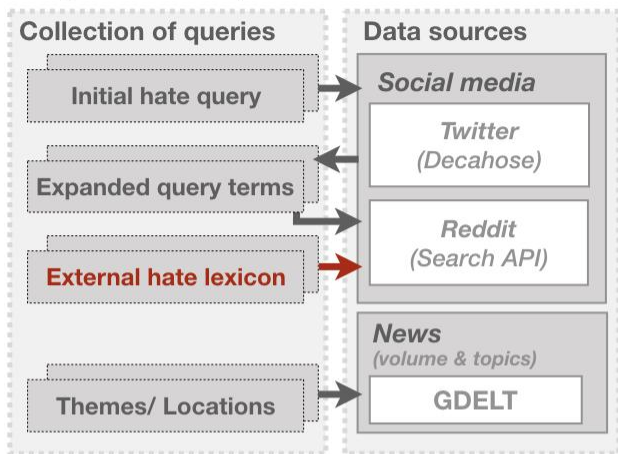 Collection of queries
Initial hate query
Expanded query terms
External hate lexicon
Themes/ Locations
Data sources
Social media
Twitter
(Decahose)
Reddit
(Search API)
News
(volume & topics)
GDELT